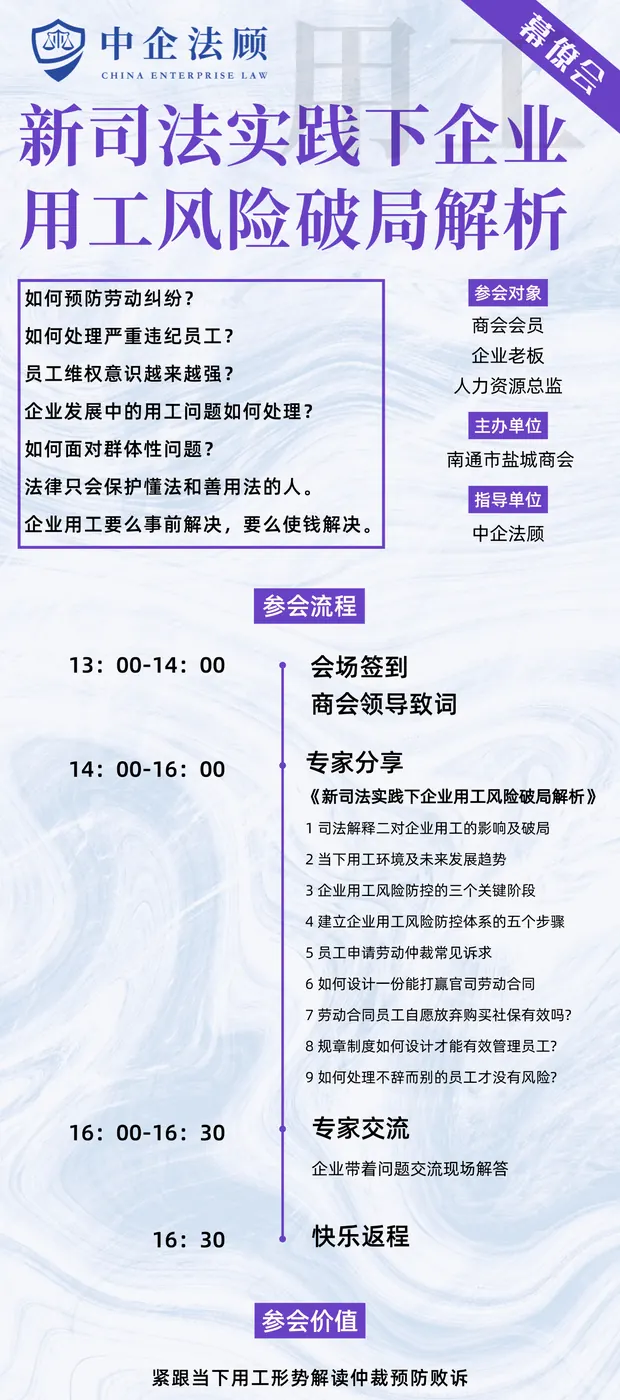 中企法顾
CHINA ENTERPRISE LAW
幕僚会
用工
新司法实践下企业
用工风险破局解析
如何预防劳动纠纷？
如何处理严重违纪员工？
员工维权意识越来越强？
企业发展中的用工问题如何处理？
如何面对群体性问题？
法律只会保护懂法和善用法的人。
企业用工要么事前解决，要么使钱解决。
参会对象
商会会员
企业老板
人力资源总监
主办单位
南通市盐城商会
指导单位
中企法顾
参会流程
13：00-14：00
会场签到
商会领导致词
14：00-16：00
专家分享
《新司法实践下企业用工风险破局解析》
1 司法解释二对企业用工的影响及破局
2 当下用工环境及未来发展趋势
3 企业用工风险防控的三个关键阶段
4 建立企业用工风险防控体系的五个步骤
5 员工申请劳动仲裁常见诉求
6 如何设计一份能打赢官司劳动合同
7 劳动合同员工自愿放弃购买社保有效吗?
8 规章制度如何设计才能有效管理员工?
9 如何处理不辞而别的员工才没有风险?
16：00-16：30
专家交流
企业带着问题交流现场解答
16：30
快乐返程
参会价值
紧跟当下用工形势解读仲裁预防败诉